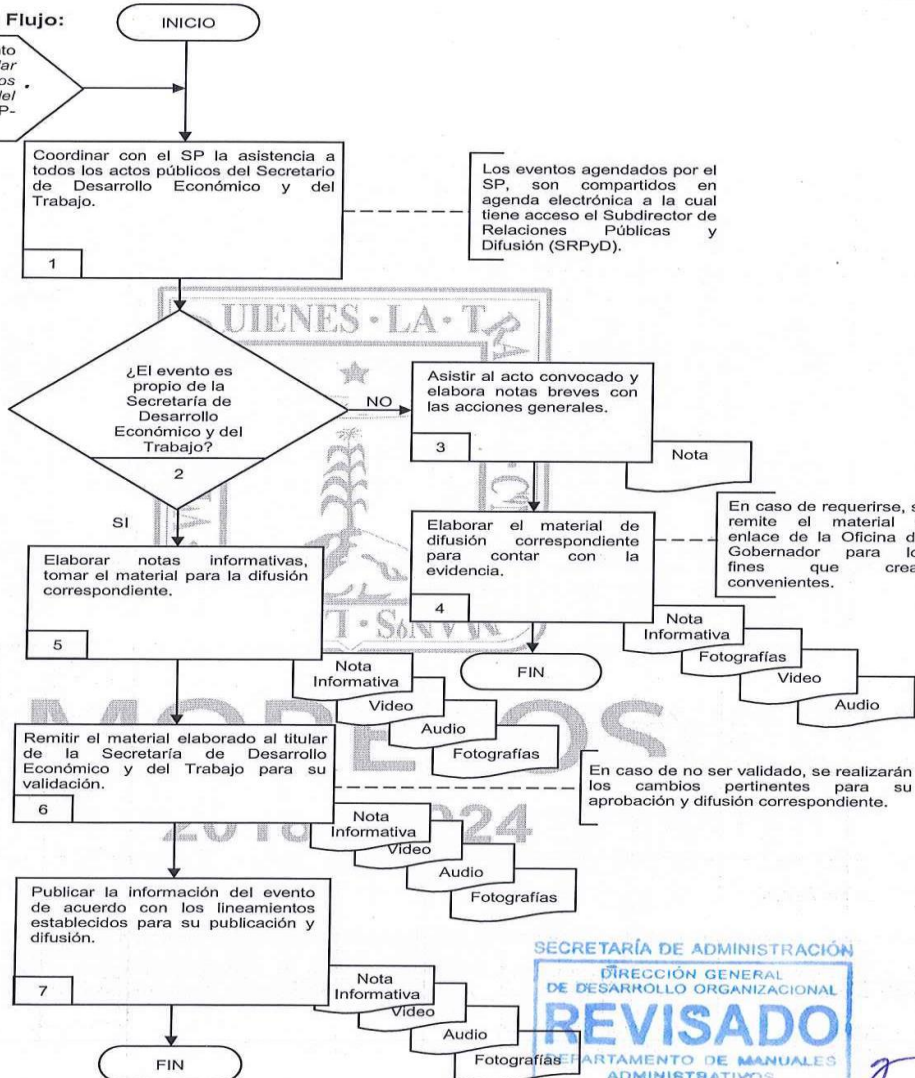 Flujo:
INICIO
Coordinar con el SP la asistencia a
todos los actos públicos del Secretario
de Desarrollo Económico y del
Trabajo.
1
Los eventos agendados por el
SP, son compartidos en
agenda electrónica a la cual
tiene acceso el Subdirector de
Relaciones Públicas y
Difusión (SRPyD).
¿El evento es
propio de la
Secretaría de
Desarrollo
Económico y del
Trabajo?
2
NO
SI
Asistir al acto convocado y
elabora notas breves con
las acciones generales.
3
Nota
Elaborar el material de
difusión correspondiente
para contar con la
evidencia.
4
En caso de requerirse,
remite el material
enlace de la Oficina
Gobernador para
fines que
convenientes.
Nota
Informativa
Fotografías
Video
Audio
FIN
Elaborar notas informativas,
tomar el material para la difusión
correspondiente.
5
Nota
Informativa
Video
Audio
Fotografías
Remitir el material elaborado al titular
de la Secretaría de Desarrollo
Económico y del Trabajo para su
validación.
6
En caso de no ser validado, se realizarán
los cambios pertinentes para su
aprobación y difusión correspondiente.
Nota
Informativa
Video
Audio
Fotografías
Publicar la información del evento
de acuerdo con los lineamientos
establecidos para su publicación y
difusión.
7
Nota
Informativa
Video
Audio
Fotografías
FIN
SECRETARÍA DE ADMINISTRACIÓN
DIRECCIÓN GENERAL
DE DESARROLLO ORGANIZACIONAL
REVISADO
DEPARTAMENTO DE MANUALES
ADMINISTRATIVOS